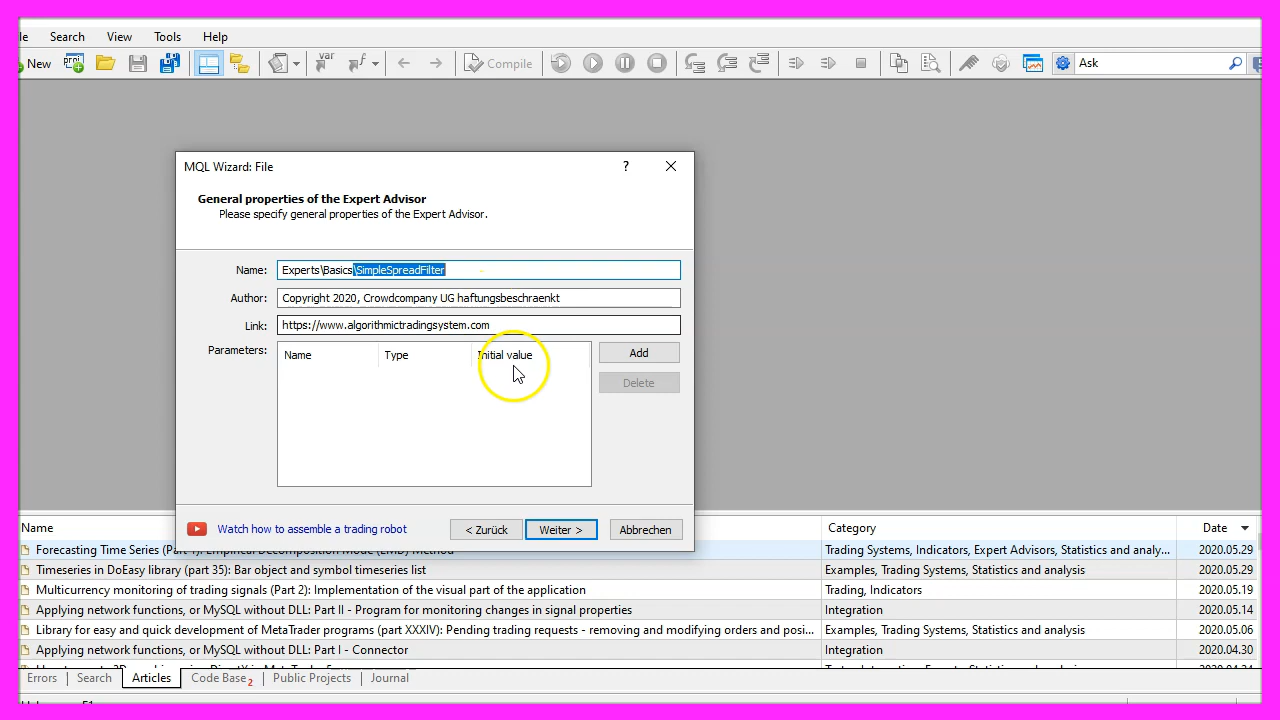 le Search View Tools Help
New var f Compile Ask
MQL Wizard: File ?
General properties of the Expert Advisor
Please specify general properties of the Expert Advisor.
Name: Experts\Basics\SimpleSpreadFilter
Author: Copyright 2020, Crowdcompany UG haftungsbeschraenkt
Link: https://www.algorithmictradingsystem.com
Parameters: Name Type Initial value Add
Delete
Watch how to assemble a trading robot < Zurück Weiter > Abbrechen
Name Category Date
Forecasting Time Series (Part 1): Empirical Decomposition Mode (EMD) Method Trading Systems, Indicators, Expert Advisors, Statistics and analy... 2020.05.29
Timeseries in DoEasy library (part 35): Bar object and symbol timeseries list Examples, Trading Systems, Statistics and analysis 2020.05.29
Multicurrency monitoring of trading signals (Part 2): Implementation of the visual part of the application Trading, Indicators 2020.05.19
Applying network functions, or MySQL without DLL: Part II - Program for monitoring changes in signal properties Integration 2020.05.14
Library for easy and quick development of MetaTrader programs (part XXXIV): Pending trading requests - removing and modifying orders and posi... Examples, Trading Systems, Statistics and analysis 2020.05.06
Applying network functions, or MySQL without DLL: Part I - Connector Integration 2020.04.30
Errors Search Articles Code Base 2 Public Projects Journal